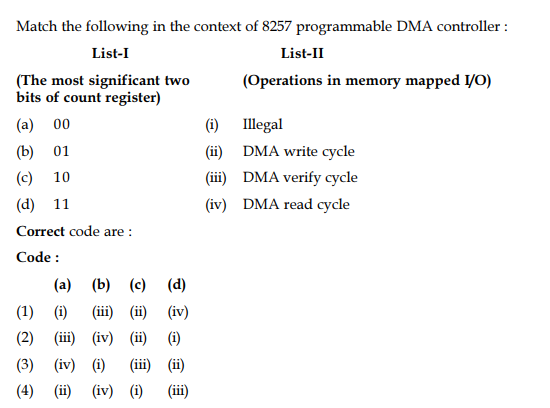 Match the following in the context of 8257 programmable DMA controller :
List-I List-II
(The most significant two (Operations in memory mapped I/O)
bits of count register)
(a) 00 (i) Illegal
(b) 01 (ii) DMA write cycle
(c) 10 (iii) DMA verify cycle
(d) 11 (iv) DMA read cycle
Correct code are :
Code :
(a) (b) (c) (d)
(1) (i) (iii) (ii) (iv)
(2) (iii) (iv) (ii) (i)
(3) (iv) (i) (iii) (ii)
(4) (ii) (iv) (i) (iii)